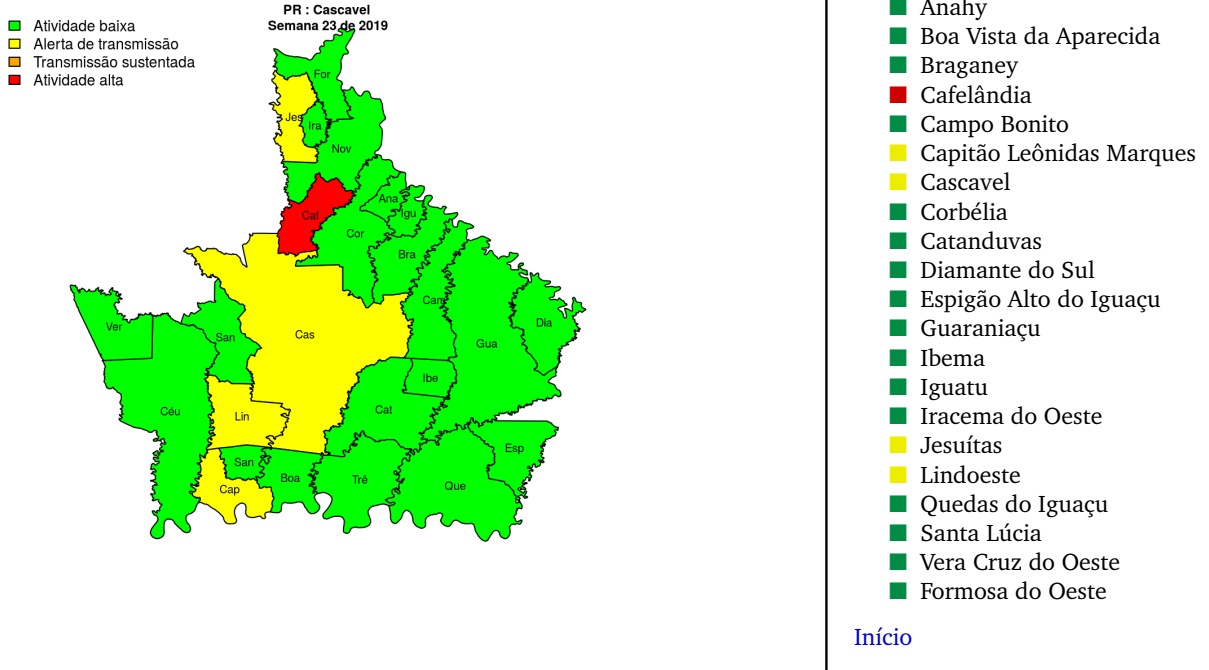 PR : Cascavel
Semana 23 de 2019
Atividade baixa
Alerta de transmissão
Transmissão sustentada
Atividade alta
For
Jes
Ira
Nov
Caf
Ana
Igu
Cor
Bra
Cam
Dia
Ver
San
Cas
Gua
Ibe
Céu
Lin
Cat
San
Cap
Boa
Trê
Que
Esp
Anahy
Boa Vista da Aparecida
Braganey
Cafelândia
Campo Bonito
Capitão Leônidas Marques
Cascavel
Corbélia
Catanduvas
Diamante do Sul
Espigão Alto do Iguaçu
Guaraniaçu
Ibema
Iguatu
Iracema do Oeste
Jesuítas
Lindoeste
Quedas do Iguaçu
Santa Lúcia
Vera Cruz do Oeste
Formosa do Oeste
Início